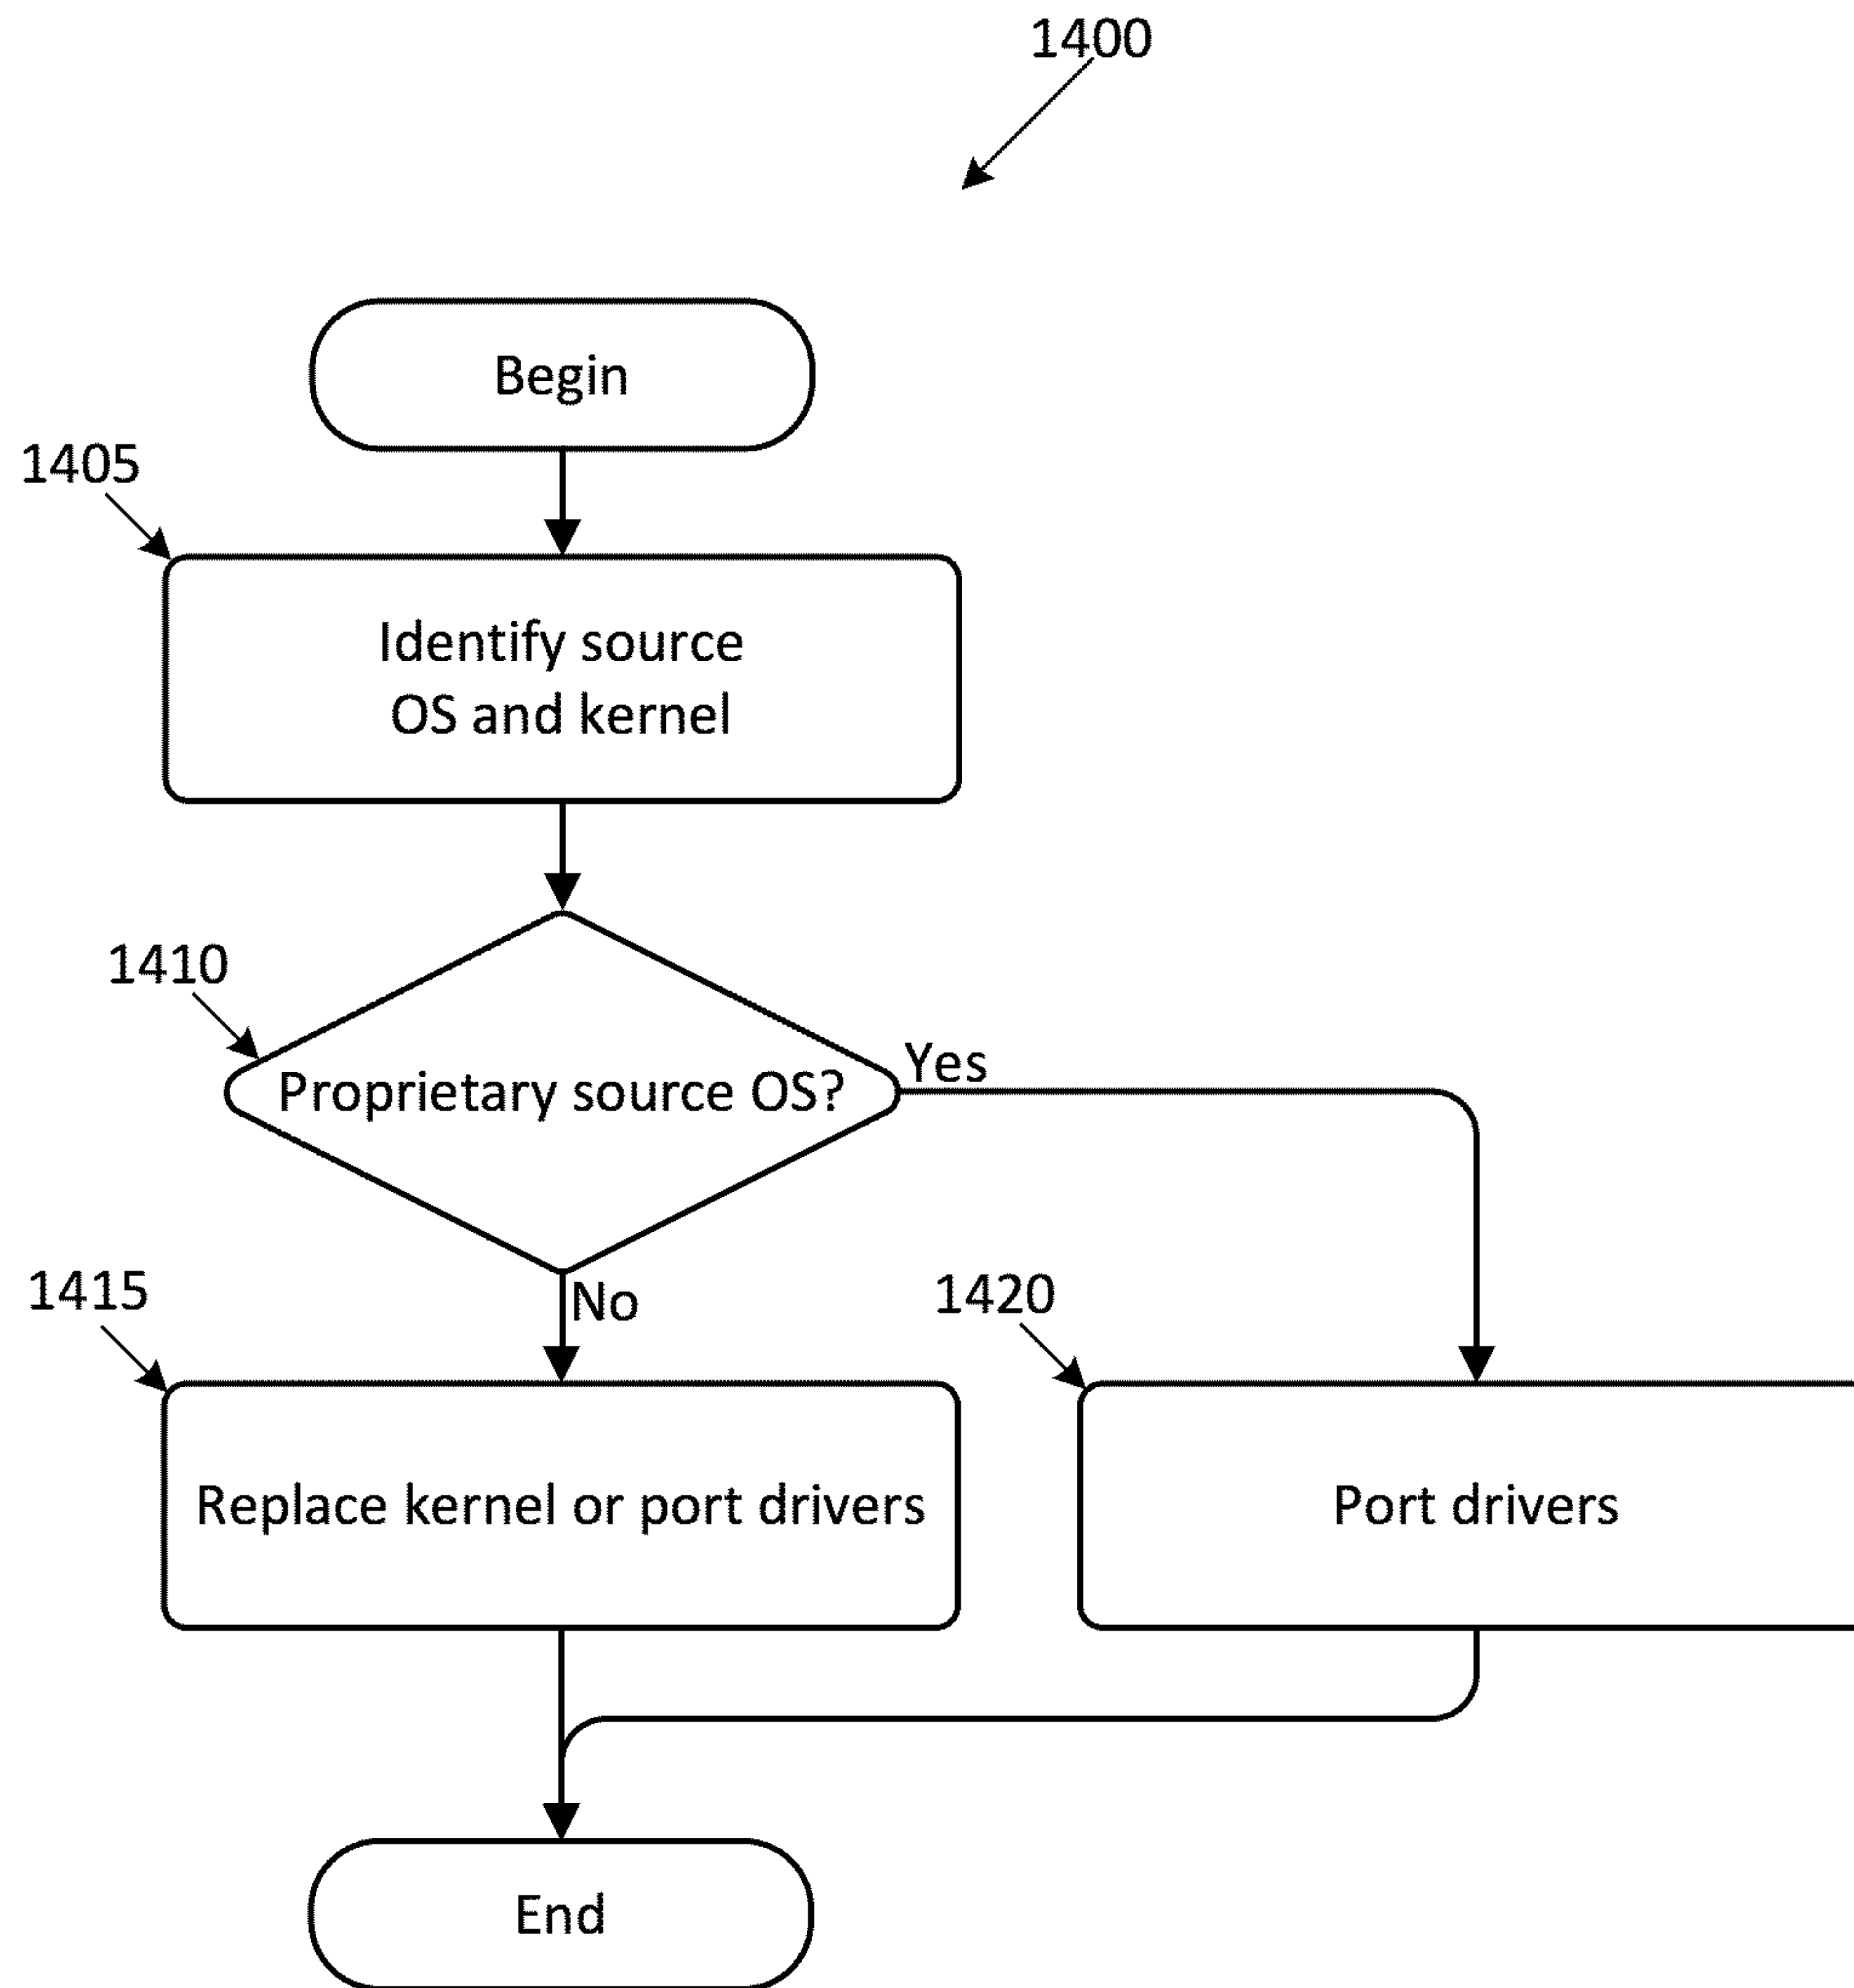 1400
Begin
1405
Identify source
OS and kernel
1410
Proprietary source OS?
Yes
No
1415
Replace kernel or port drivers
1420
Port drivers
End